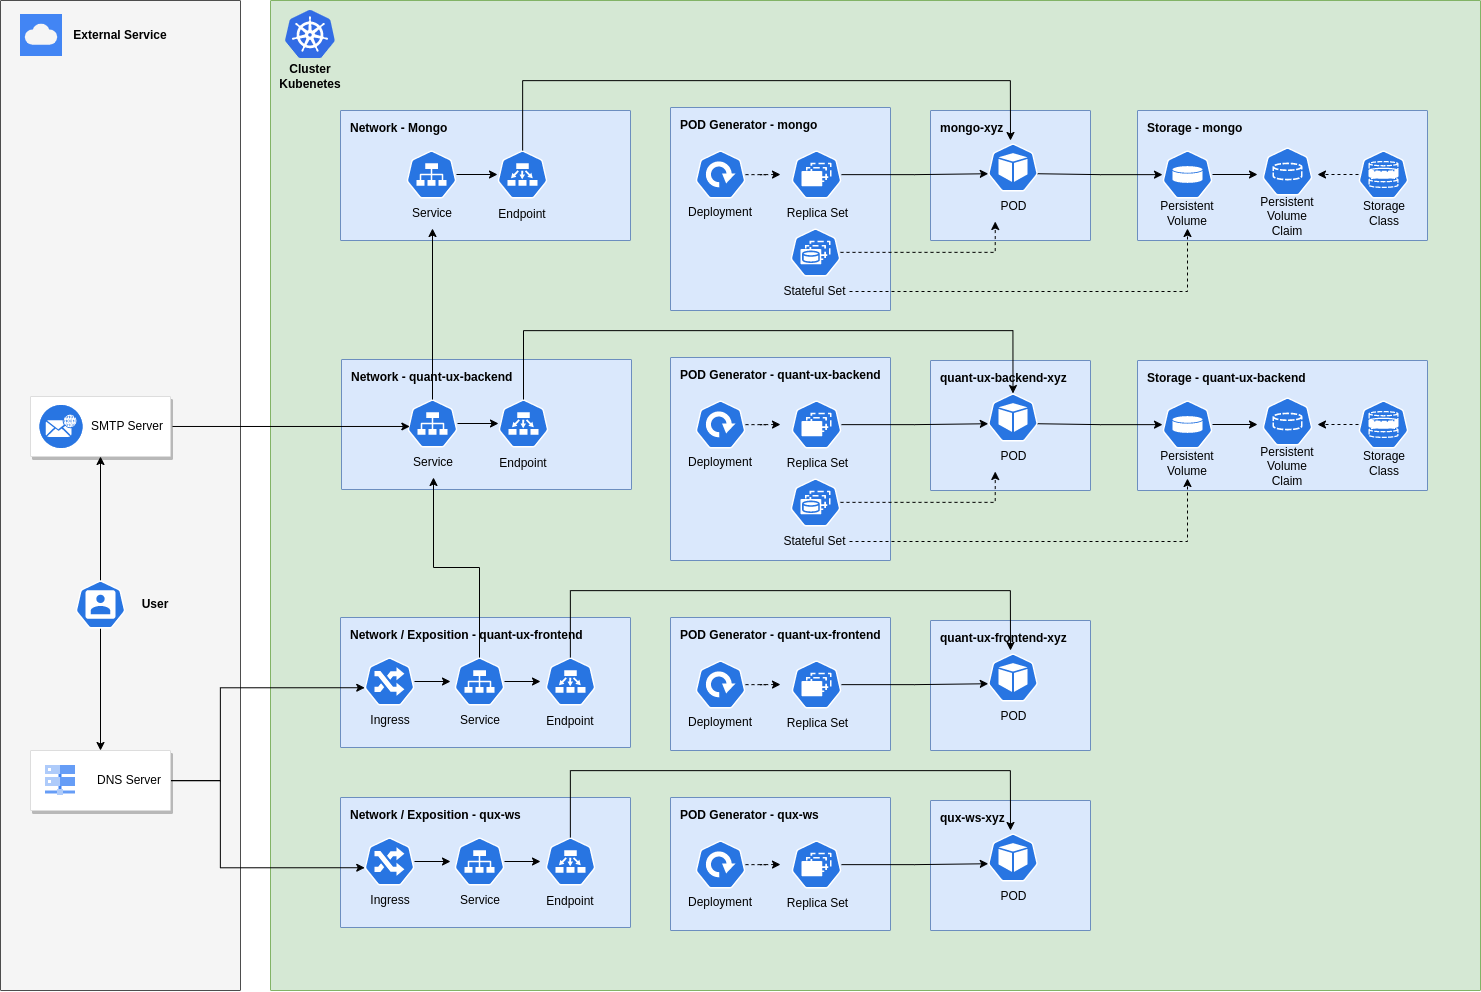 External Service
Cluster
Kubenetes
Network - Mongo
Service
Endpoint
POD Generator - mongo
Deployment
Replica Set
Stateful Set
mongo-xyz
POD
Storage - mongo
Persistent
Volume
Persistent
Volume
Claim
Storage
Class
SMTP Server
Network - quant-ux-backend
Service
Endpoint
POD Generator - quant-ux-backend
Deployment
Replica Set
Stateful Set
quant-ux-backend-xyz
POD
Storage - quant-ux-backend
Persistent
Volume
Persistent
Volume
Claim
Storage
Class
User
Network / Exposition - quant-ux-frontend
Ingress
Service
Endpoint
POD Generator - quant-ux-frontend
Deployment
Replica Set
quant-ux-frontend-xyz
POD
DNS Server
Network / Exposition - qux-ws
Ingress
Service
Endpoint
POD Generator - qux-ws
Deployment
Replica Set
qux-ws-xyz
POD